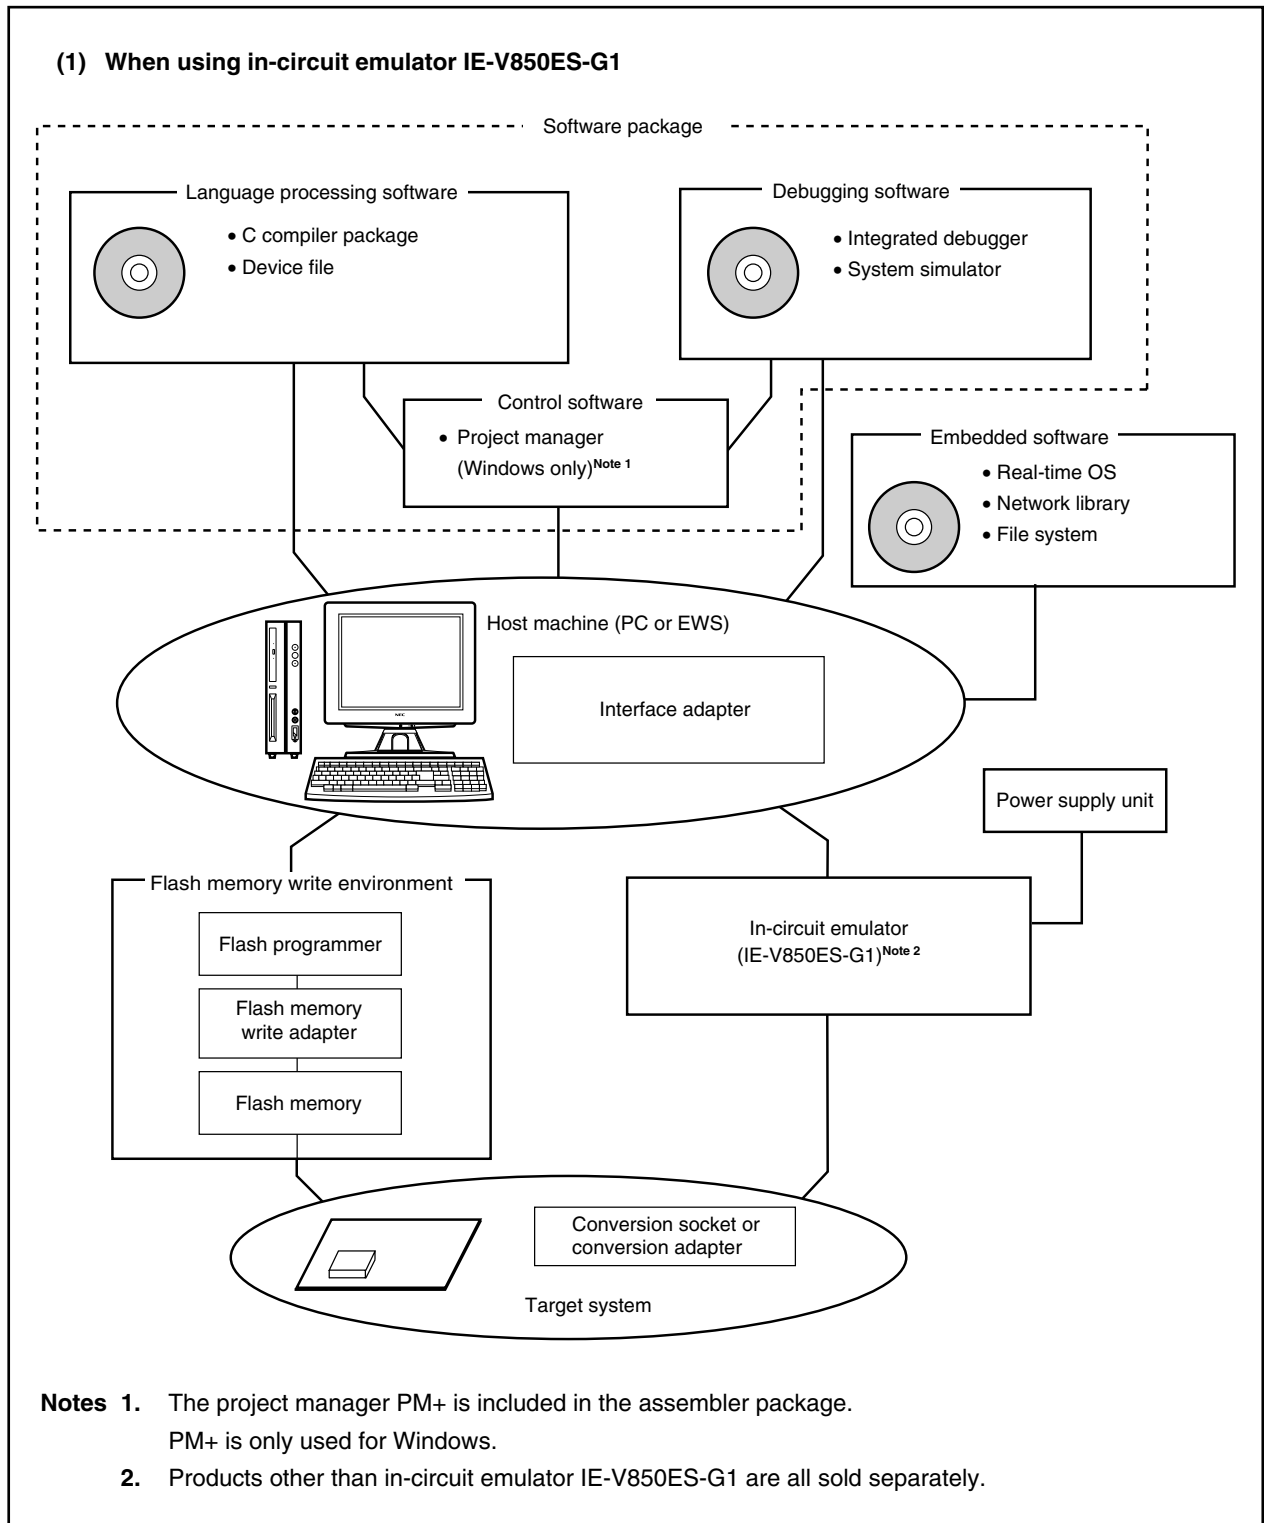 (1) When using in-circuit emulator IE-V850ES-G1
Software package
Language processing software
• C compiler package
• Device file
Debugging software
• Integrated debugger
• System simulator
Control software
• Project manager
(Windows only)Note 1
Embedded software
• Real-time OS
• Network library
• File system
Host machine (PC or EWS)
NEC
Interface adapter
Power supply unit
Flash memory write environment
Flash programmer
Flash memory
write adapter
Flash memory
In-circuit emulator
(IE-V850ES-G1)Note 2
Conversion socket or
conversion adapter
Target system
Notes 1. The project manager PM+ is included in the assembler package.
PM+ is only used for Windows.
2. Products other than in-circuit emulator IE-V850ES-G1 are all sold separately.